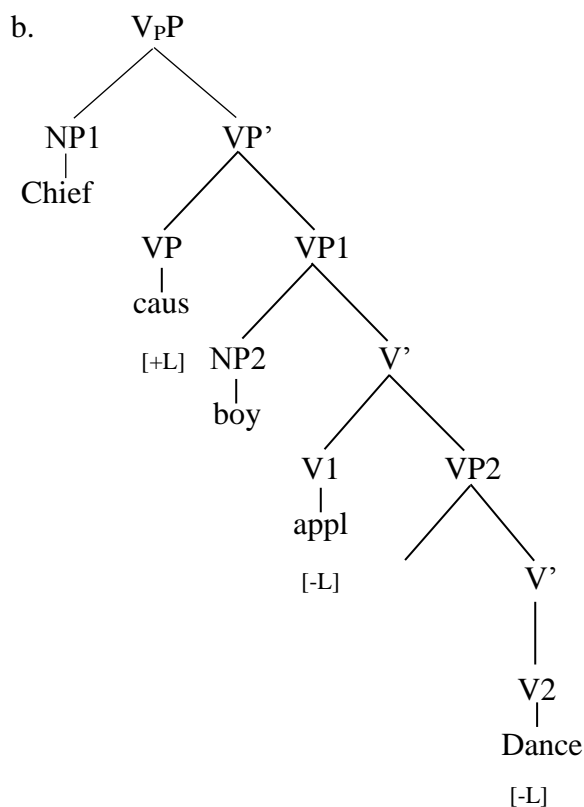 b. VPP
NP1 VP’
Chief
VP VP1
caus
[+L] NP2 V’
boy
V1 VP2
appl
[-L] V’
V2
Dance
[-L]